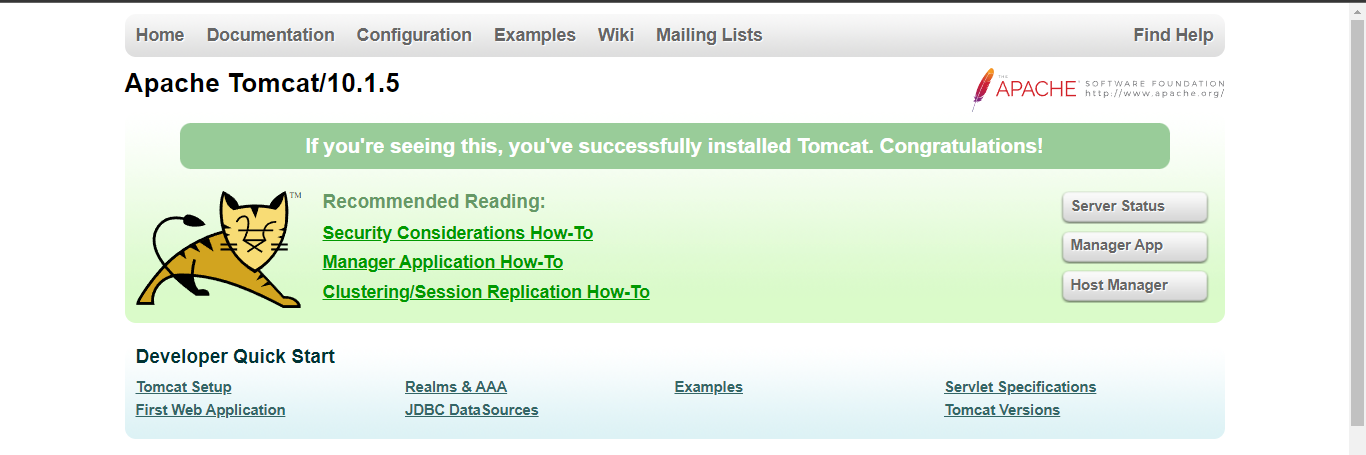 Home Documentation Configuration Examples Wiki Mailing Lists Find Help
Apache Tomcat/10.1.5
THE
APACHE® SOFTWARE FOUNDATION
http://www.apache.org/
If you're seeing this, you've successfully installed Tomcat. Congratulations!
TM
Recommended Reading:
Security Considerations How-To
Manager Application How-To
Clustering/Session Replication How-To
Server Status
Manager App
Host Manager
Developer Quick Start
Tomcat Setup
First Web Application
Realms & AAA
JDBC DataSources
Examples
Servlet Specifications
Tomcat Versions